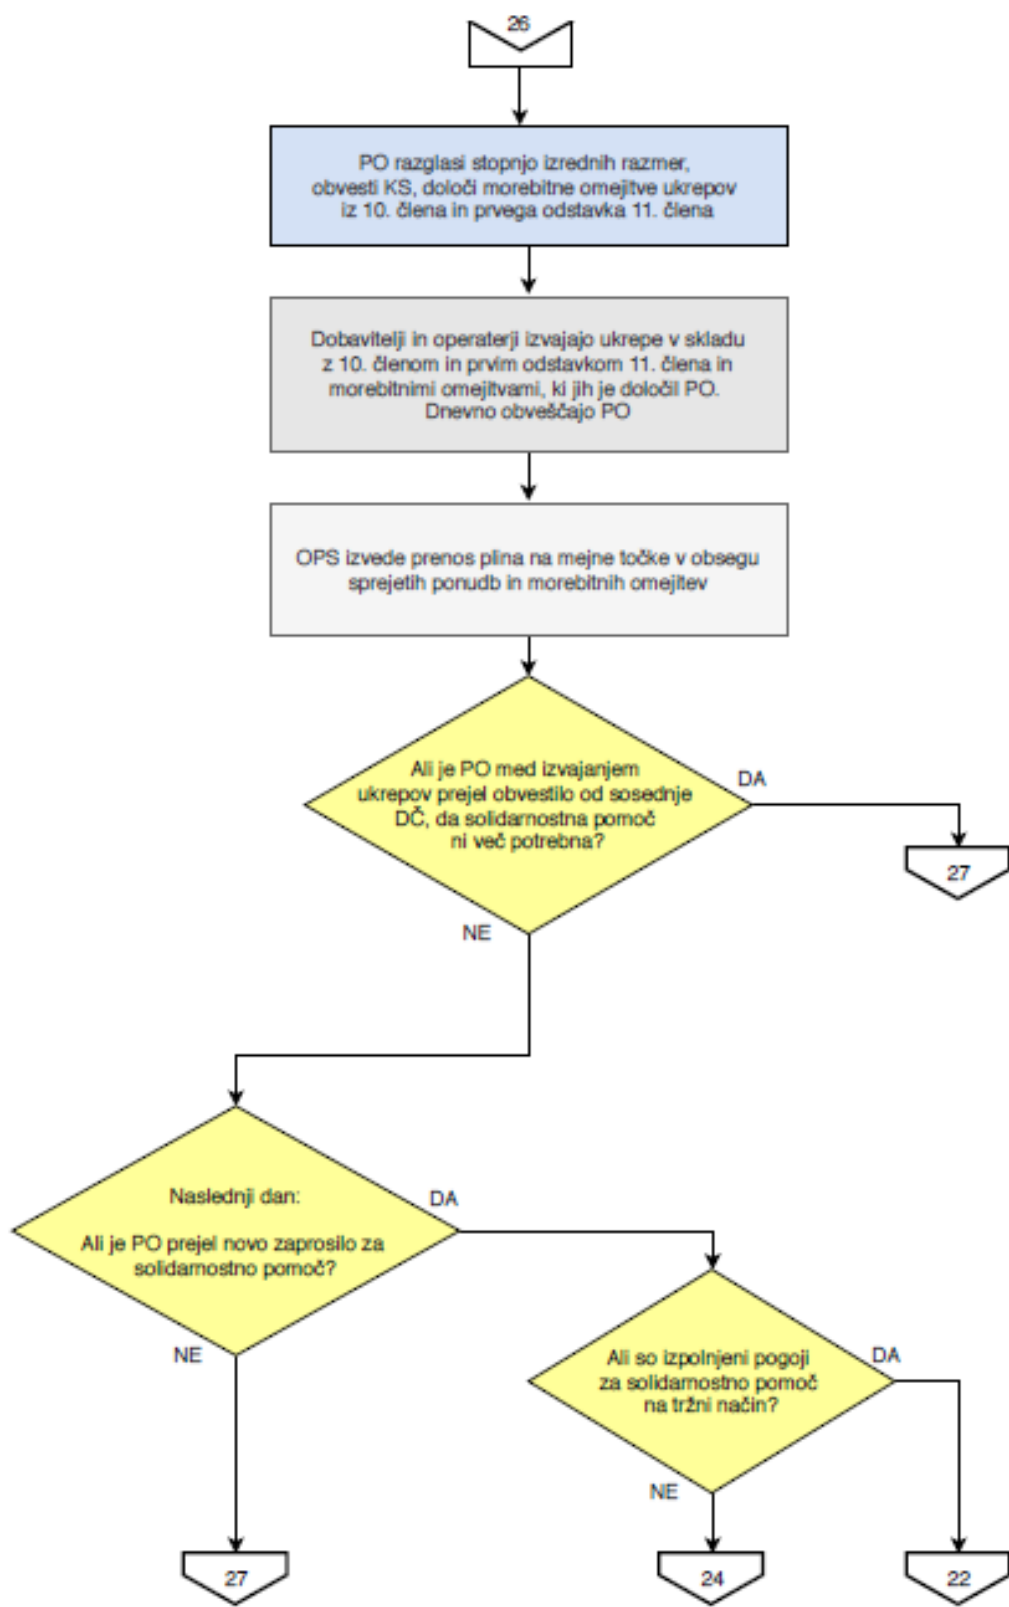 26
PO razglasi stopnjo izrednih razmer,
obvesti KS, določi morebitne omejitve ukrepov
iz 10. člena in prvega odstavka 11. člena
Dobavitelji in operaterji izvajajo ukrepe v skladu
z 10. členom in prvim odstavkom 11. člena in
morebitnimi omejitvami, ki jih je določil PO.
Dnevno obveščajo PO
OPS izvede prenos plina na mejne točke v obsegu
sprejetih ponudb in morebitnih omejitev
Ali je PO med izvajanjem
ukrepov prejel obvestilo od sosednje
DČ, da solidarnostna pomoč
ni več potrebna?
DA
27
NE
Naslednji dan:
Ali je PO prejel novo zaprosilo za
solidarnostno pomoč?
DA
NE
Ali so izpolnjeni pogoji
za solidarnostno pomoč
na tržni način?
DA
NE
27
24
22